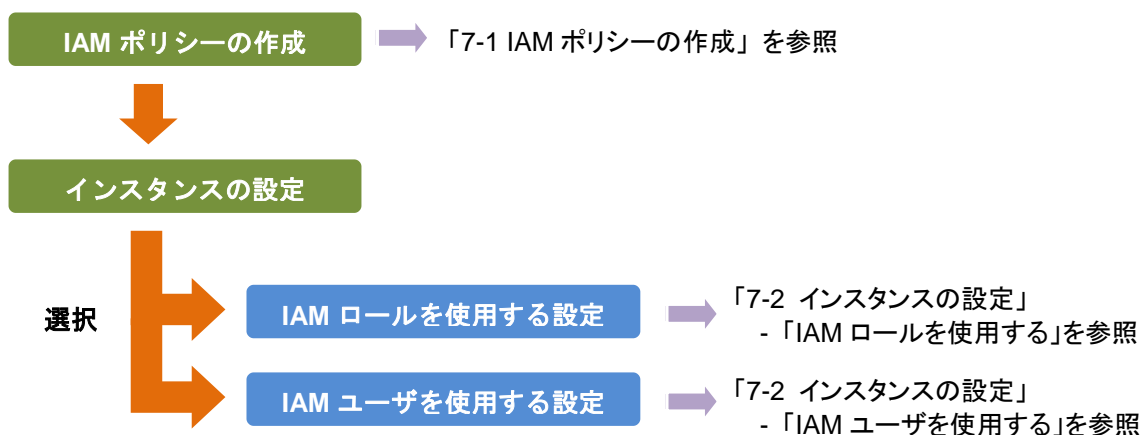 IAM ポリシーの作成
「7-1 IAM ポリシーの作成」を参照
インスタンスの設定
選択
IAM ロールを使用する設定
「7-2 インスタンスの設定」
-「IAM ロールを使用する」を参照
IAM ユーザを使用する設定
「7-2 インスタンスの設定」
-「IAM ユーザを使用する」を参照